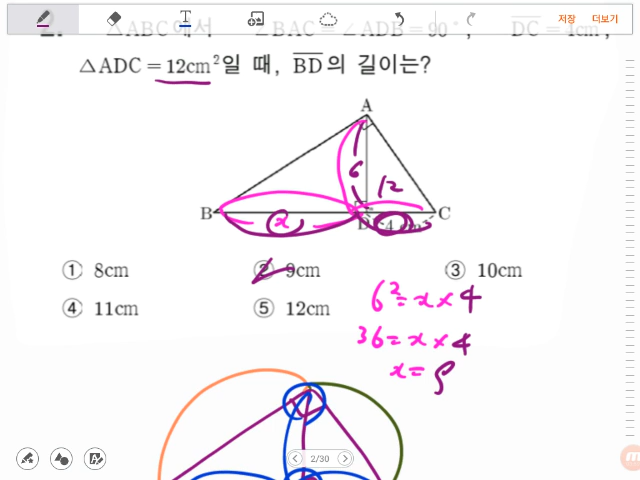 저장 더보기
△ABC에서 ∠BAC=∠ADB=90°, DC=4cm,
△ADC=12cm²일 때, BD의 길이는?
A
6
12
B x D 4 cm C
① 8cm ② 9cm ③ 10cm
④ 11cm ⑤ 12cm
6²=x×4
36=x×4
x=9
2/30